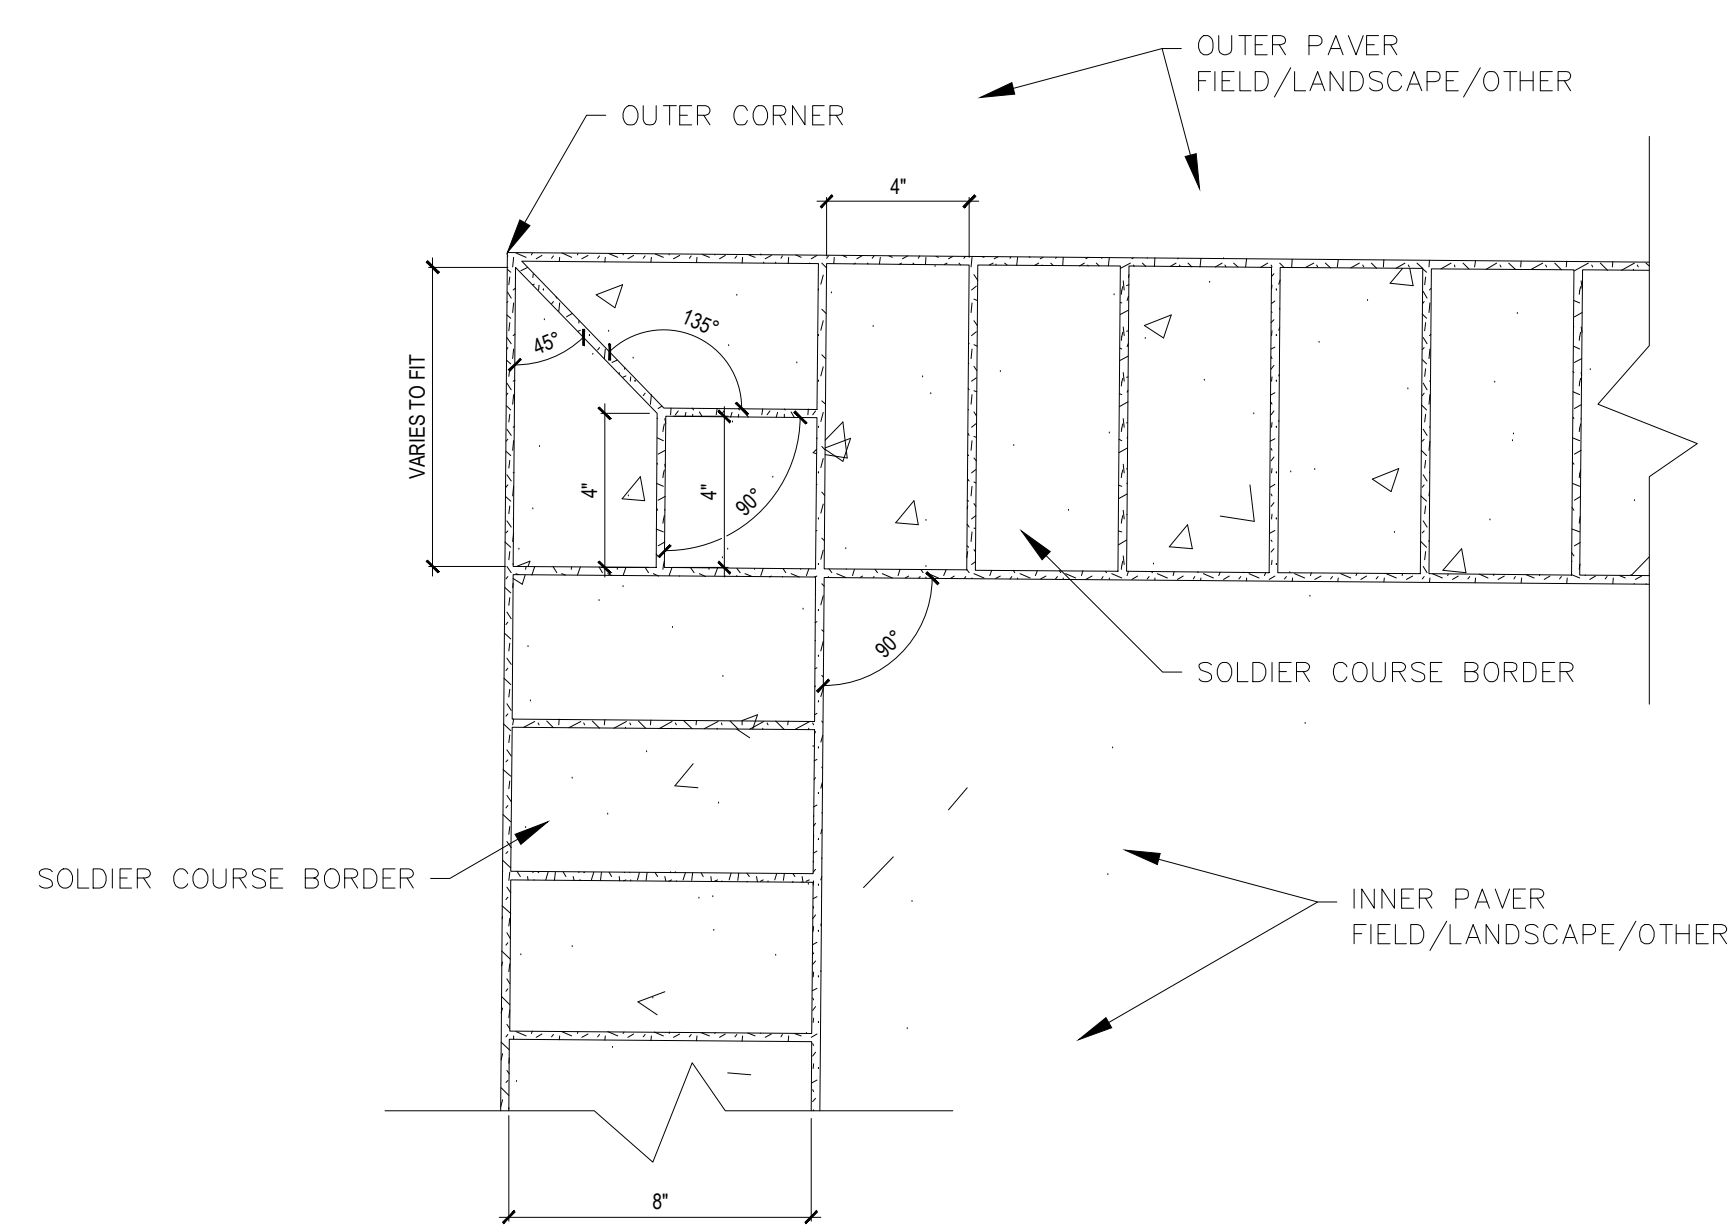 OUTER PAVER
FIELD/LANDSCAPE/OTHER
OUTER CORNER
4"
135°
45°
VARIES TO FIT
4"
4"
90°
90°
SOLDIER COURSE BORDER
SOLDIER COURSE BORDER
INNER PAVER
FIELD/LANDSCAPE/OTHER
8"